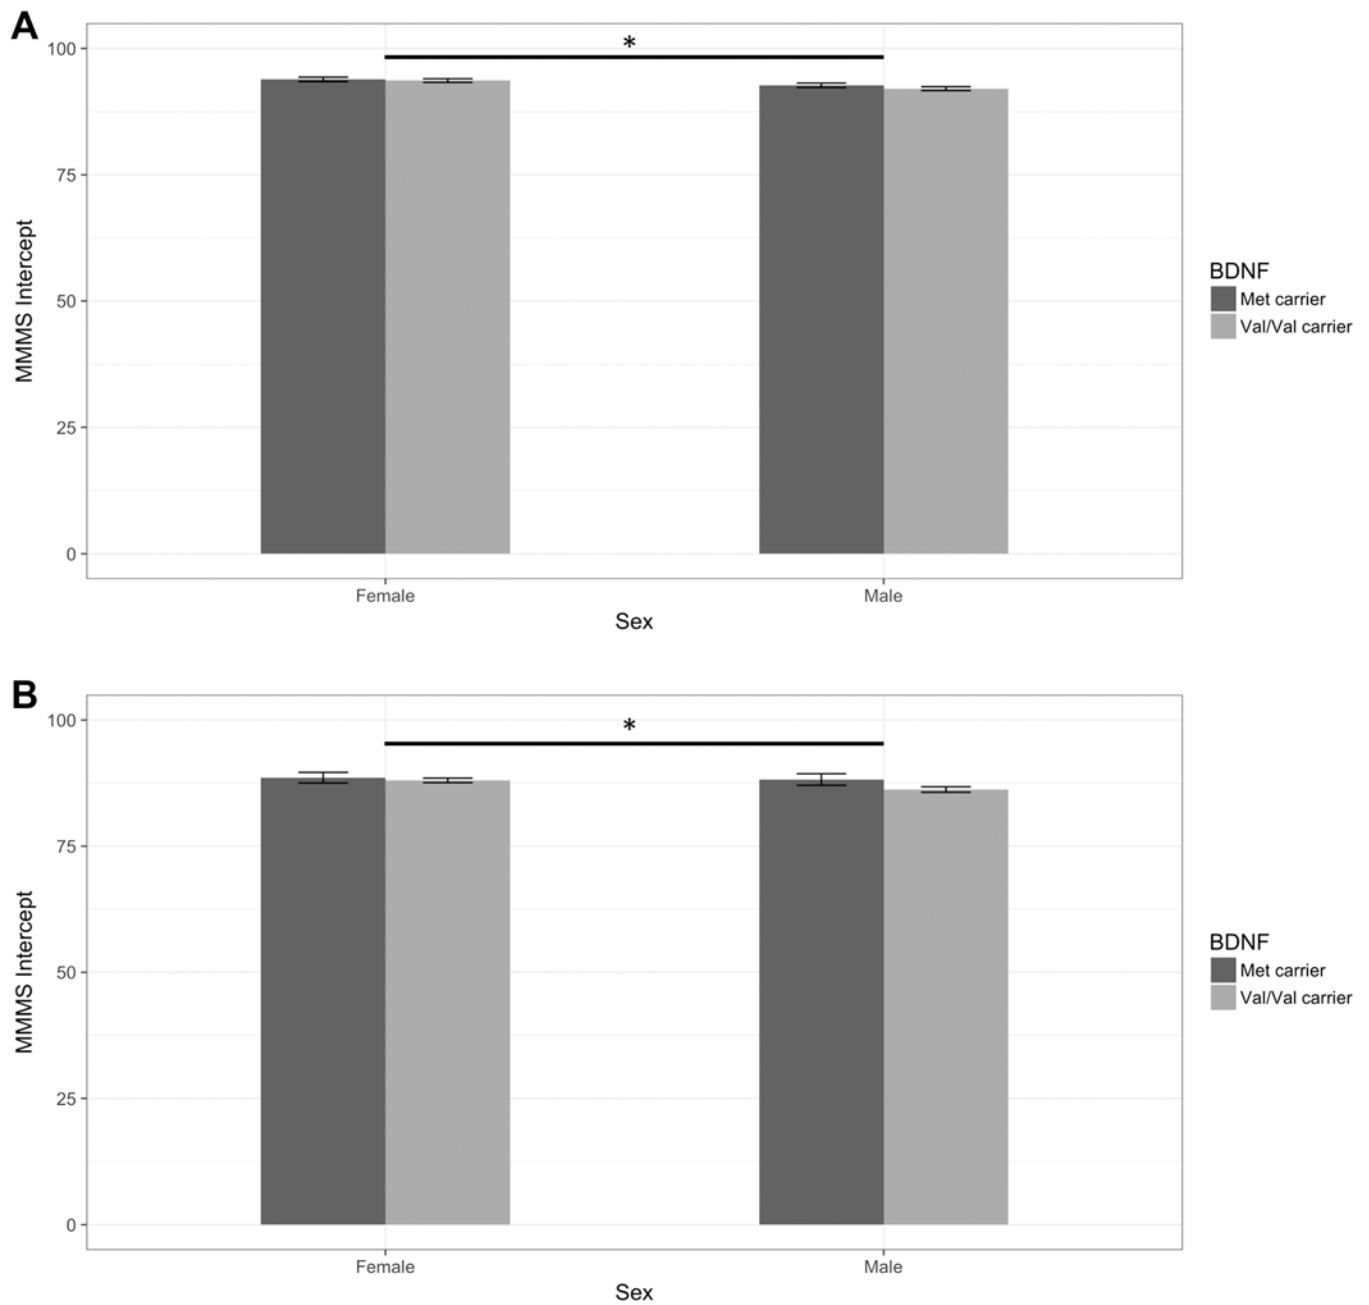 A
*
100
75
50
25
0
MMMS Intercept
Female
Male
Sex
BDNF
Met carrier
Val/Val carrier
B
*
100
75
50
25
0
MMMS Intercept
Female
Male
Sex
BDNF
Met carrier
Val/Val carrier